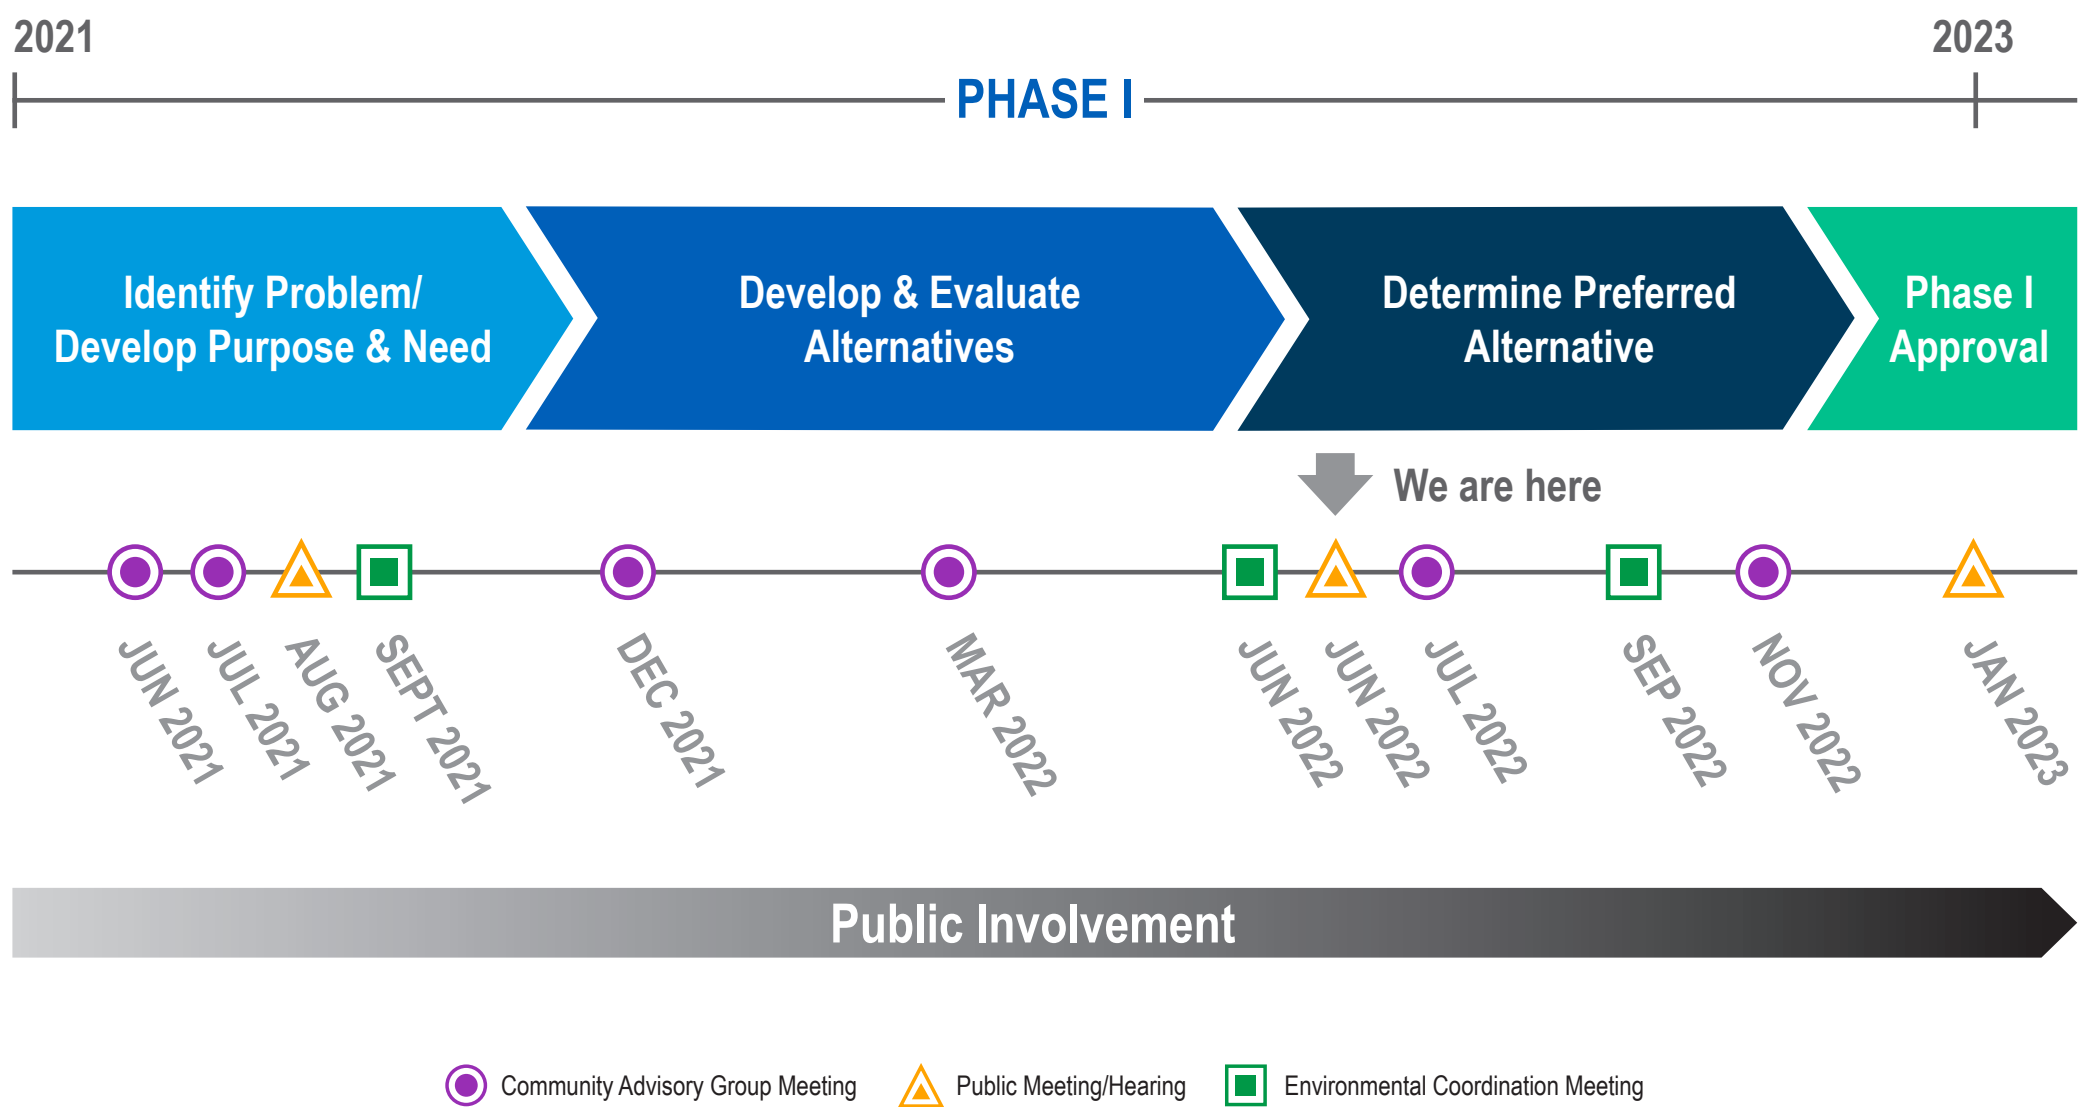 2021
2023
PHASE I
Identify Problem/
Develop Purpose & Need
Develop & Evaluate
Alternatives
Determine Preferred
Alternative
Phase I
Approval
We are here
JUN 2021
JUL 2021
AUG 2021
SEPT 2021
DEC 2021
MAR 2022
JUN 2022
JUN 2022
JUL 2022
SEP 2022
NOV 2022
JAN 2023
Public Involvement
Community Advisory Group Meeting
Public Meeting/Hearing
Environmental Coordination Meeting